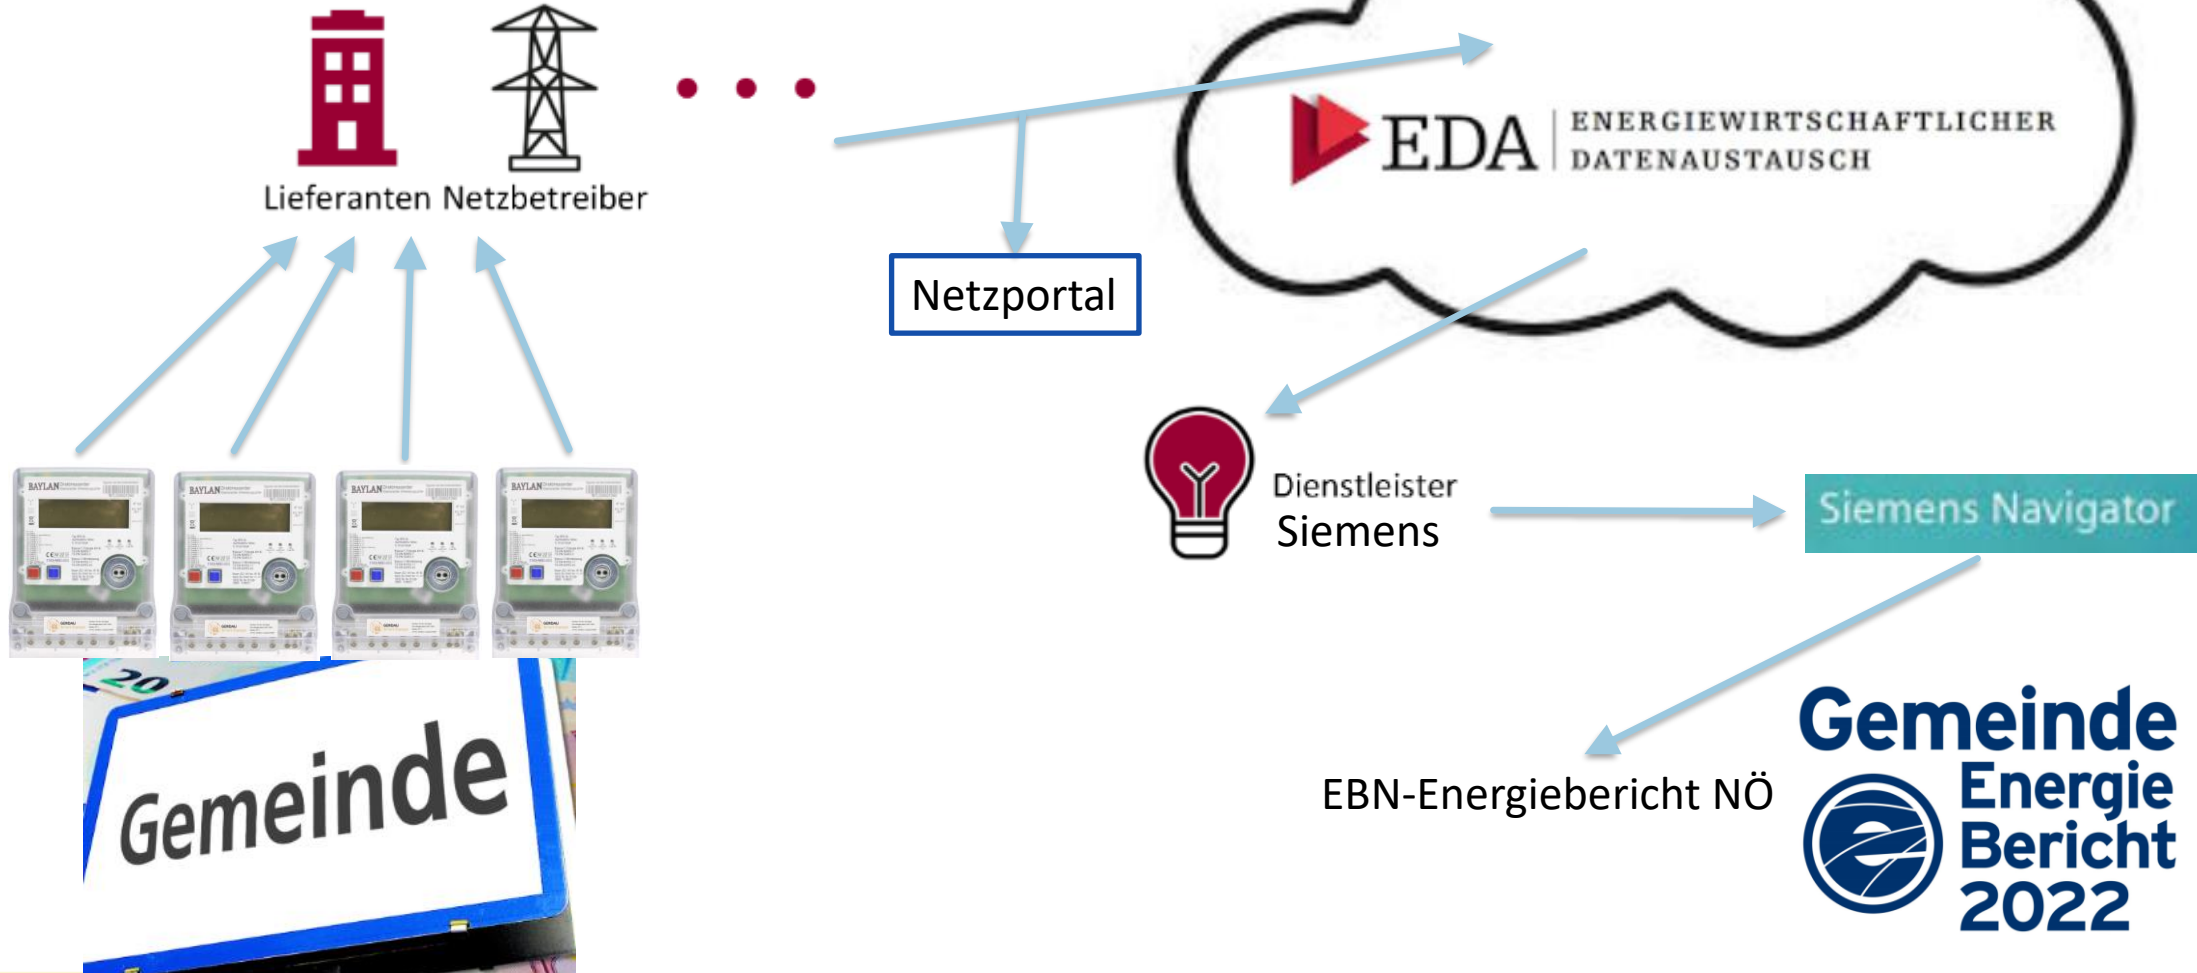 EDA
ENERGIEWIRTSCHAFTLICHER
DATENAUSTAUSCH
Lieferanten Netzbetreiber
Netzportal
Dienstleister
Siemens
Siemens Navigator
BAYLAN
BAYLAN
BAYLAN
BAYLAN
20
Gemeinde
EBN-Energiebericht NÖ
Gemeinde
Energie
Bericht
2022